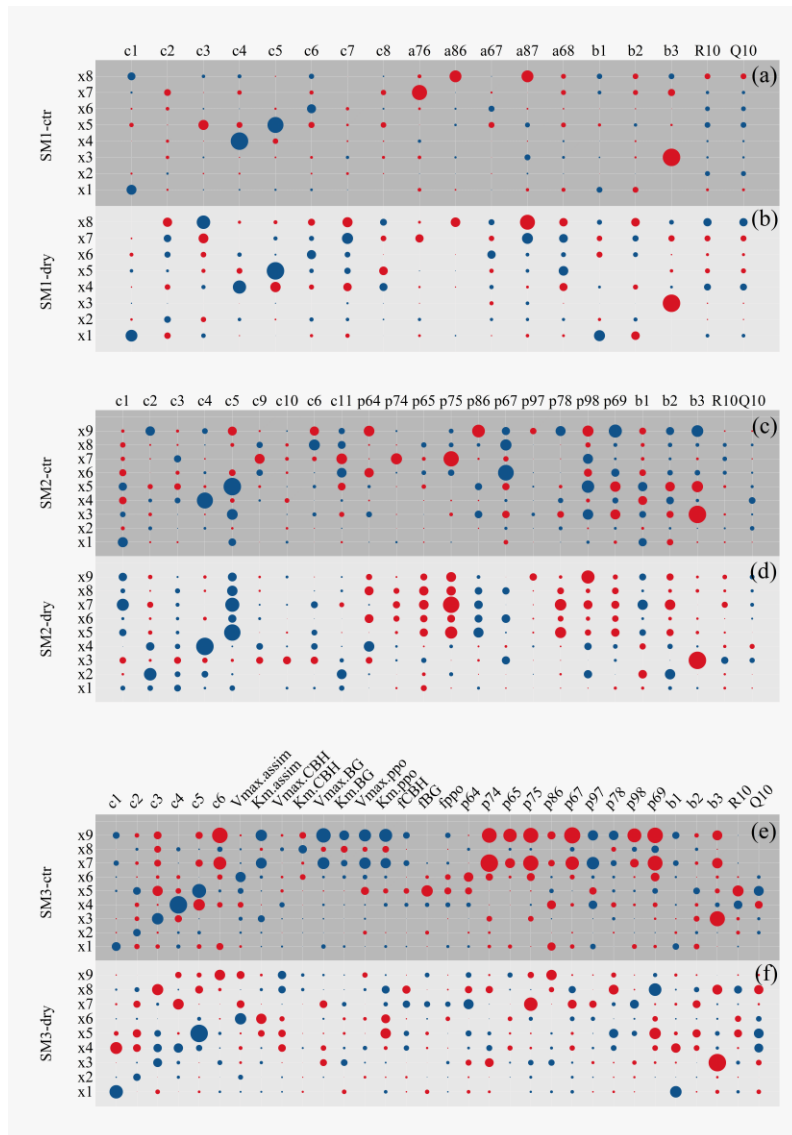 c1 c2 c3 c4 c5 c6 c7 c8 a76 a86 a67 a87 a68 b1 b2 b3 R10 Q10
SM1-ctr
(a)
x8
x7
x6
x5
x4
x3
x2
x1
SM1-dry
(b)
x8
x7
x6
x5
x4
x3
x2
x1
c1 c2 c3 c4 c5 c9 c10 c6 c11 p64 p74 p65 p75 p86 p67 p97 p78 p98 p69 b1 b2 b3 R10 Q10
SM2-ctr
(c)
x9
x8
x7
x6
x5
x4
x3
x2
x1
SM2-dry
(d)
x9
x8
x7
x6
x5
x4
x3
x2
x1
c1 c2 c3 c4 c5 c6 Vmax.assim Km.assim Vmax.CBH Km.CBH Vmax.BG Km.BG Vmax.ppo Km.ppo fCBH fBG fppo p64 p74 p65 p75 p86 p67 p97 p78 p98 p69 b1 b2 b3 R10 Q10
SM3-ctr
(e)
x9
x8
x7
x6
x5
x4
x3
x2
x1
SM3-dry
(f)
x9
x8
x7
x6
x5
x4
x3
x2
x1